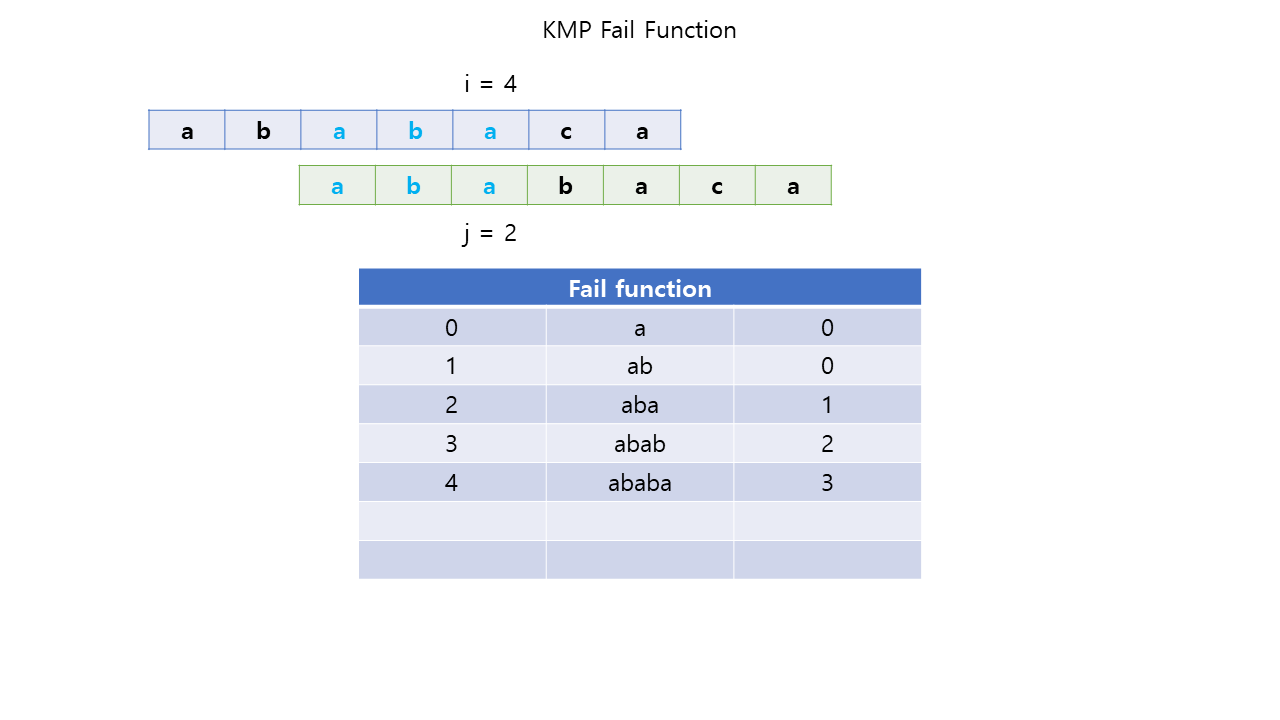 KMP Fail Function
i = 4
a b a b a c a
a b a b a c a
j = 2
Fail function
0 a 0
1 ab 0
2 aba 1
3 abab 2
4 ababa 3